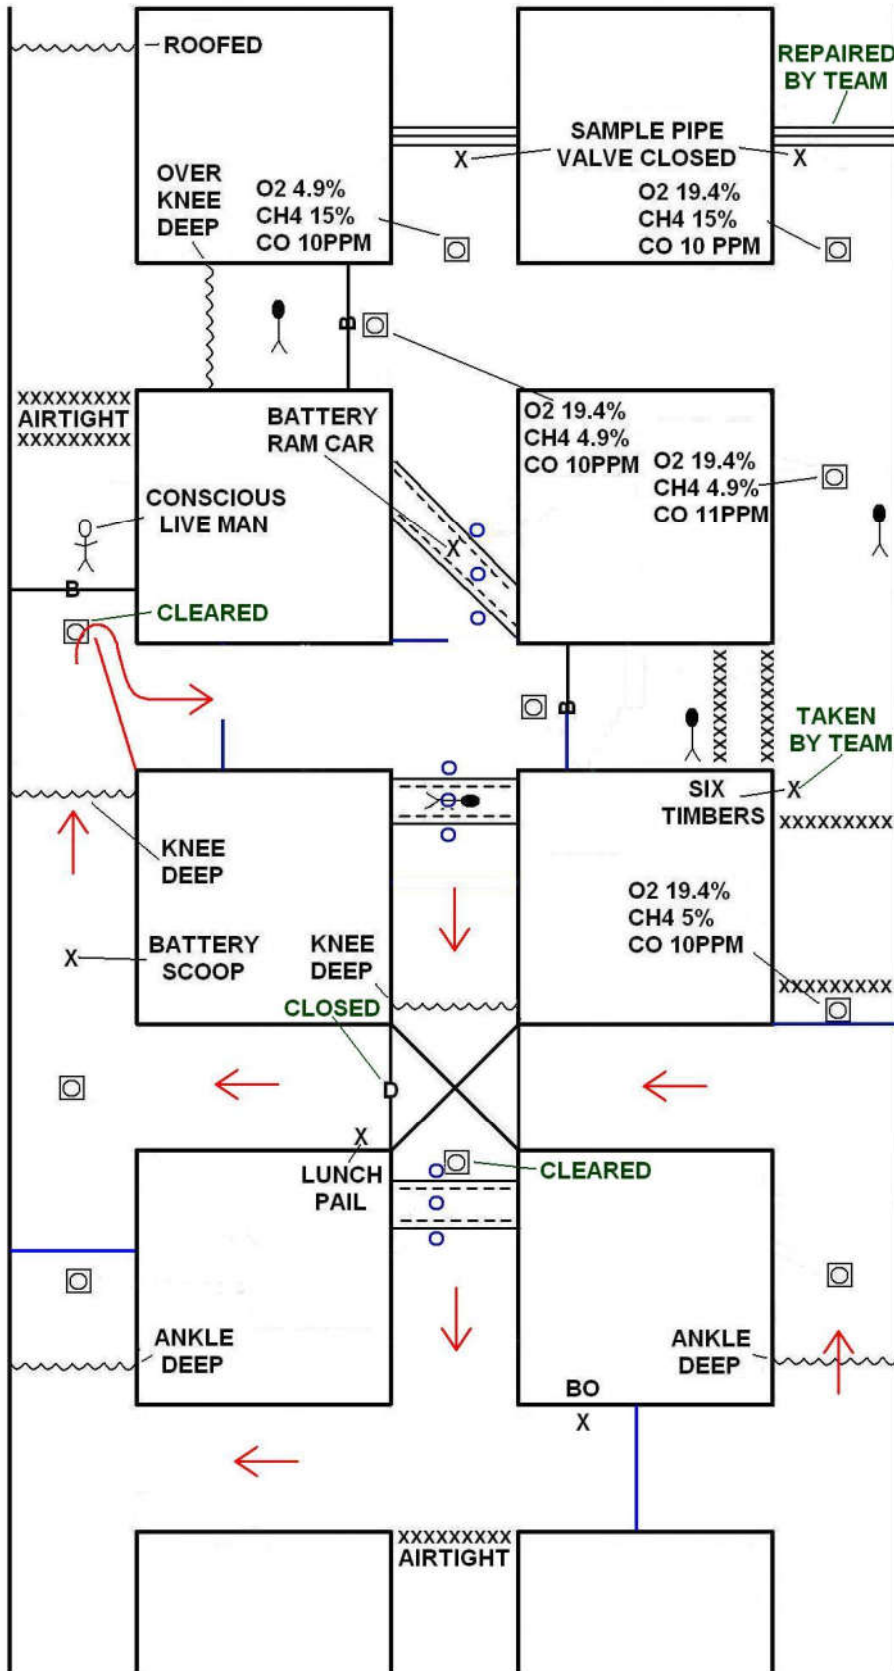 ROOFED
REPAIRED
BY TEAM
SAMPLE PIPE
VALVE CLOSED
X
X
OVER
KNEE
DEEP
O2 4.9%
CH4 15%
CO 10PPM
O2 19.4%
CH4 15%
CO 10 PPM
B
XXXXXXXXX
AIRTIGHT
XXXXXXXXX
BATTERY
RAM CAR
O2 19.4%
CH4 4.9%
CO 10PPM
O2 19.4%
CH4 4.9%
CO 11PPM
CONSCIOUS
LIVE MAN
X
O
O
O
B
CLEARED
XXXXXXXXX
XXXXXXXXX
B
TAKEN
BY TEAM
O
O
O
SIX
TIMBERS
X
XXXXXXXXX
KNEE
DEEP
O2 19.4%
CH4 5%
CO 10PPM
X
BATTERY
SCOOP
KNEE
DEEP
XXXXXXXXX
CLOSED
D
X
LUNCH
PAIL
CLEARED
O
O
O
ANKLE
DEEP
ANKLE
DEEP
BO
X
XXXXXXXXX
AIRTIGHT